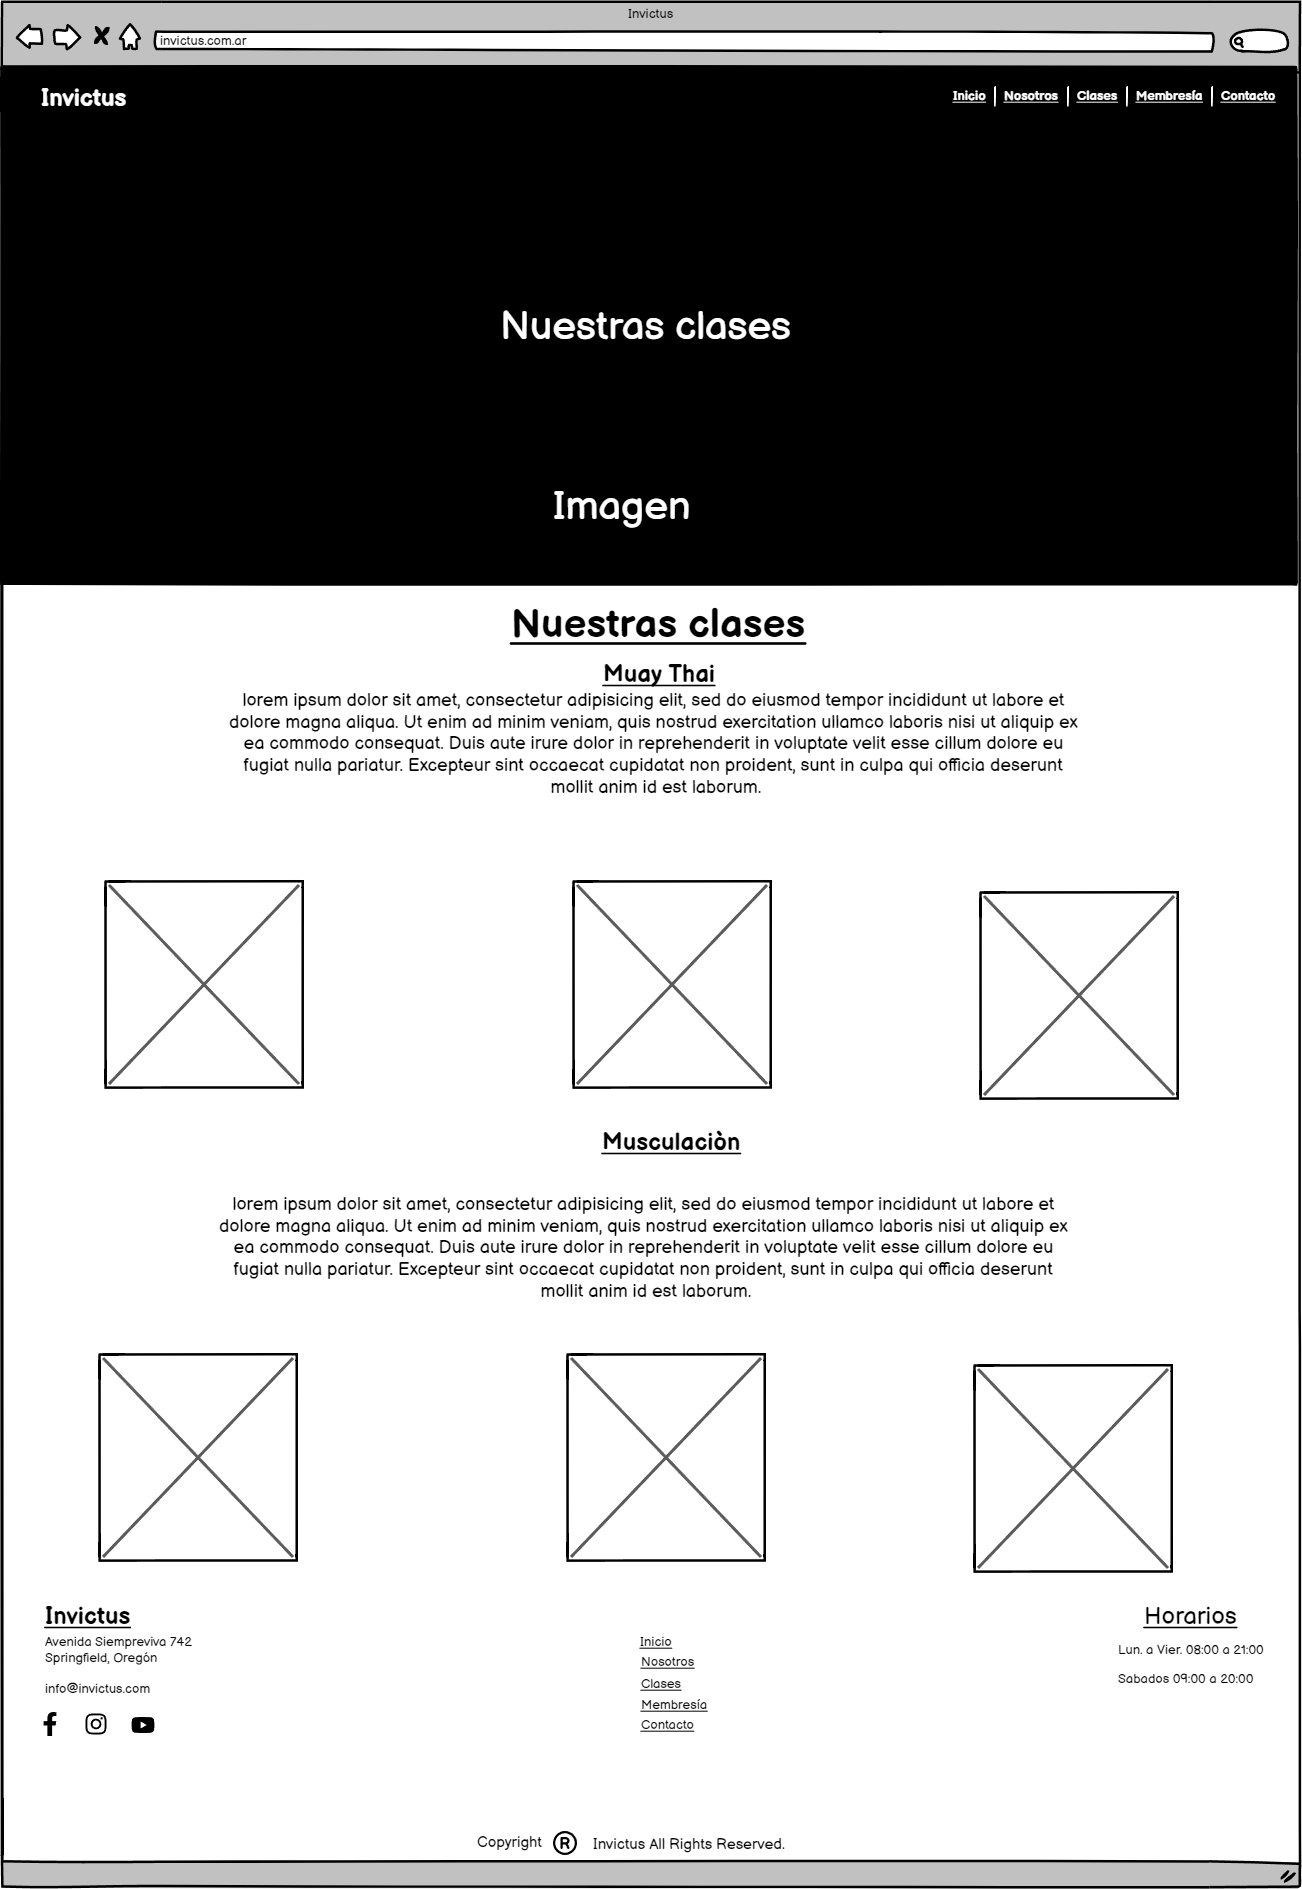 Invictus
invictus.com.ar
Invictus
Inicio Nosotros Clases Membresía Contacto
Nuestras clases
Imagen
Nuestras clases
Muay Thai
lorem ipsum dolor sit amet, consectetur adipisicing elit, sed do eiusmod tempor incididunt ut labore et
dolore magna aliqua. Ut enim ad minim veniam, quis nostrud exercitation ullamco laboris nisi ut aliquip ex
ea commodo consequat. Duis aute irure dolor in reprehenderit in voluptate velit esse cillum dolore eu
fugiat nulla pariatur. Excepteur sint occaecat cupidatat non proident, sunt in culpa qui officia deserunt
mollit anim id est laborum.
Musculaciòn
lorem ipsum dolor sit amet, consectetur adipisicing elit, sed do eiusmod tempor incididunt ut labore et
dolore magna aliqua. Ut enim ad minim veniam, quis nostrud exercitation ullamco laboris nisi ut aliquip ex
ea commodo consequat. Duis aute irure dolor in reprehenderit in voluptate velit esse cillum dolore eu
fugiat nulla pariatur. Excepteur sint occaecat cupidatat non proident, sunt in culpa qui officia deserunt
mollit anim id est laborum.
Invictus
Avenida Siempreviva 742
Springfield, Oregón
info@invictus.com
Inicio
Nosotros
Clases
Membresía
Contacto
Horarios
Lun. a Vier. 08:00 a 21:00
Sabados 09:00 a 20:00
Copyright ® Invictus All Rights Reserved.